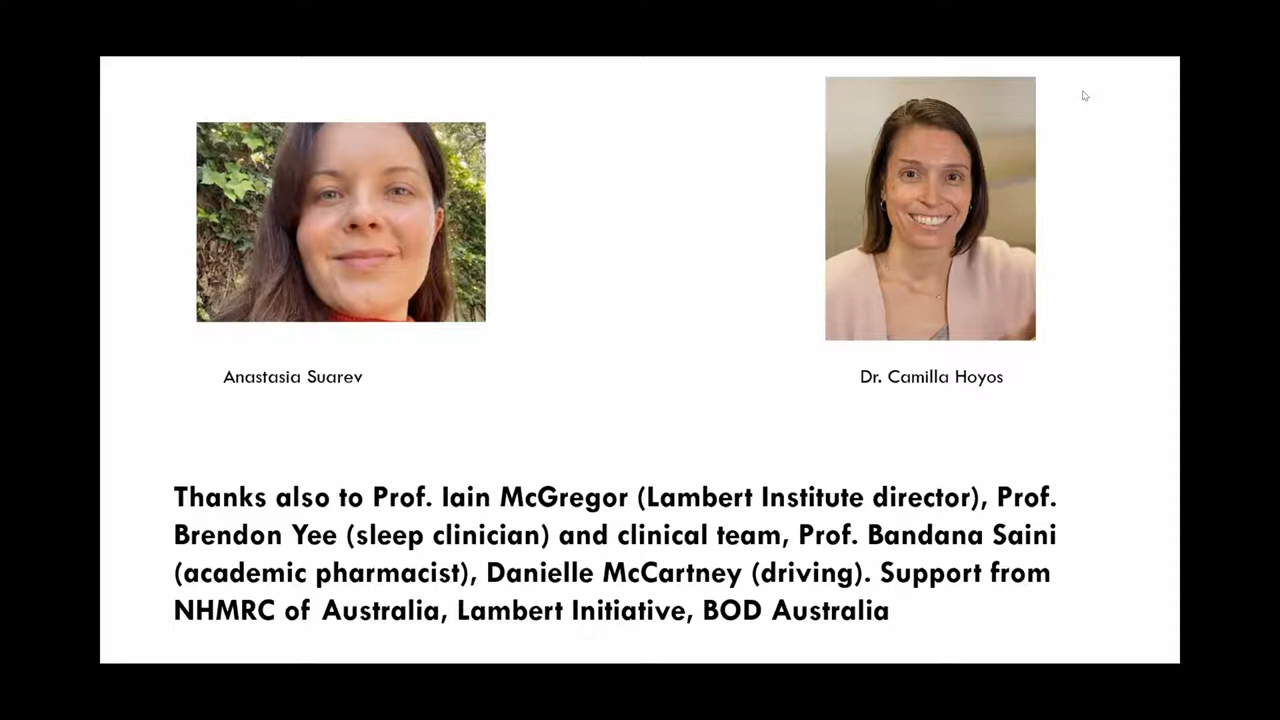 Anastasia Suarev
Dr. Camilla Hoyos
Thanks also to Prof. Iain McGregor (Lambert Institute director), Prof.
Brendon Yee (sleep clinician) and clinical team, Prof. Bandana Saini
(academic pharmacist), Danielle McCartney (driving). Support from
NHMRC of Australia, Lambert Initiative, BOD Australia